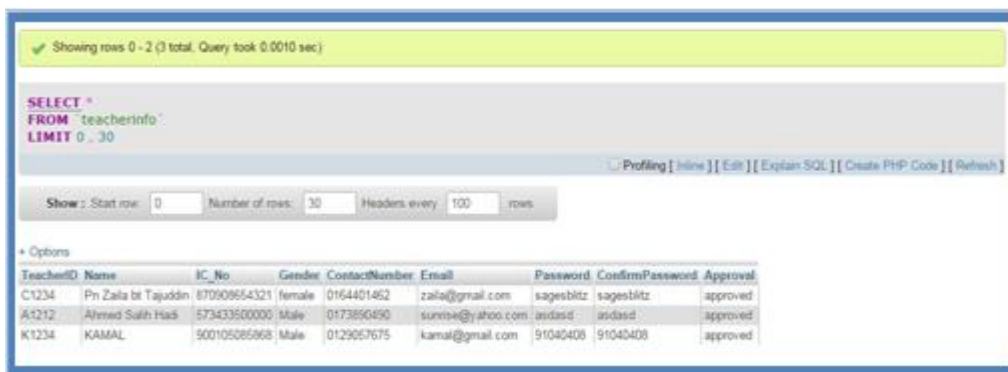 Showing rows 0 - 2 (3 total, Query took 0.0010 sec)
SELECT *
FROM `teacherinfo`
LIMIT 0 , 30
Profiling [ Inline ] [ Edit ] [ Explain SQL ] [ Create PHP Code ] [ Refresh ]
Show : Start row: 0 Number of rows: 30 Headers every 100 rows
+ Options
TeacherID Name IC_No Gender ContactNumber Email Password ConfirmPassword Approval
C1234 Pn Zaila bt Tajuddin 870908654321 female 0164401462 zaila@gmail.com sagesblitz sagesblitz approved
A1212 Ahmed Salih Hadi 573433500000 Male 0173890490 sunrise@yahoo.com asdasd asdasd approved
K1234 KAMAL 900105085868 Male 0129057675 kamal@gmail.com 91040408 91040408 approved